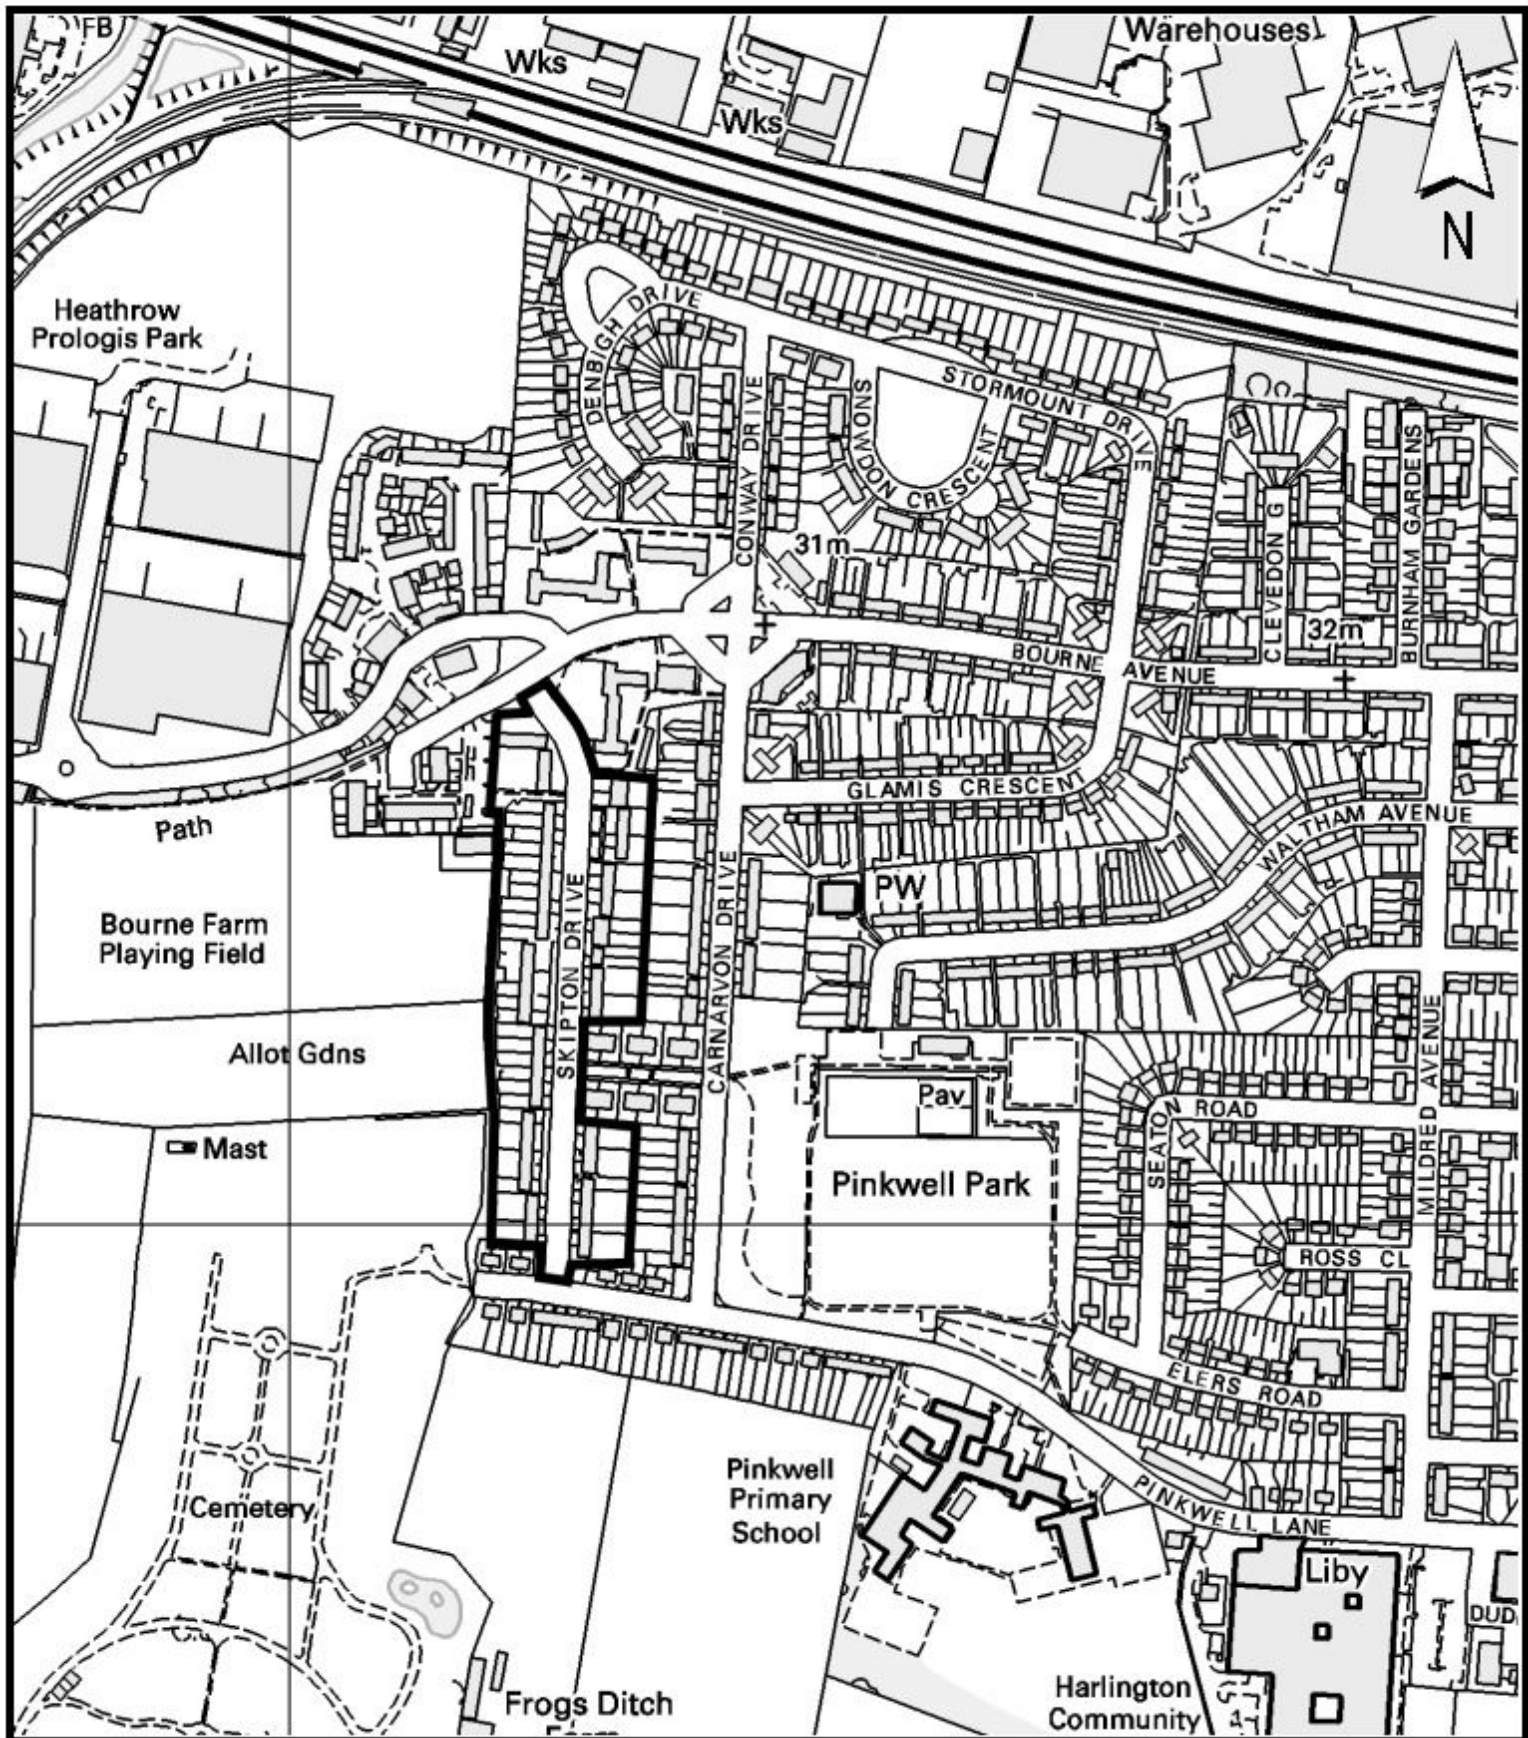 FB
Warehouses
Wks
Wks
N
Heathrow
Prologis Park
DENBIGH DRIVE
STORMOUNT DRIVE
CONWAY DRIVE
SNOWDON CRESCENT
CLEVEDON G
BURNHAM GARDENS
31m
32m
BOURNE AVENUE
GLAMIS CRESCENT
WALTHAM AVENUE
Path
PW
Bourne Farm
Playing Field
SKIPTON DRIVE
CARNARVON DRIVE
Allot Gdns
MILDRED AVENUE
Pav
SEATON ROAD
Mast
Pinkwell Park
ROSS CL
ELERS ROAD
Pinkwell
Primary
School
PINKWELL LANE
Cemetery
Liby
DUD
Frogs Ditch
Farm
Harlington
Community